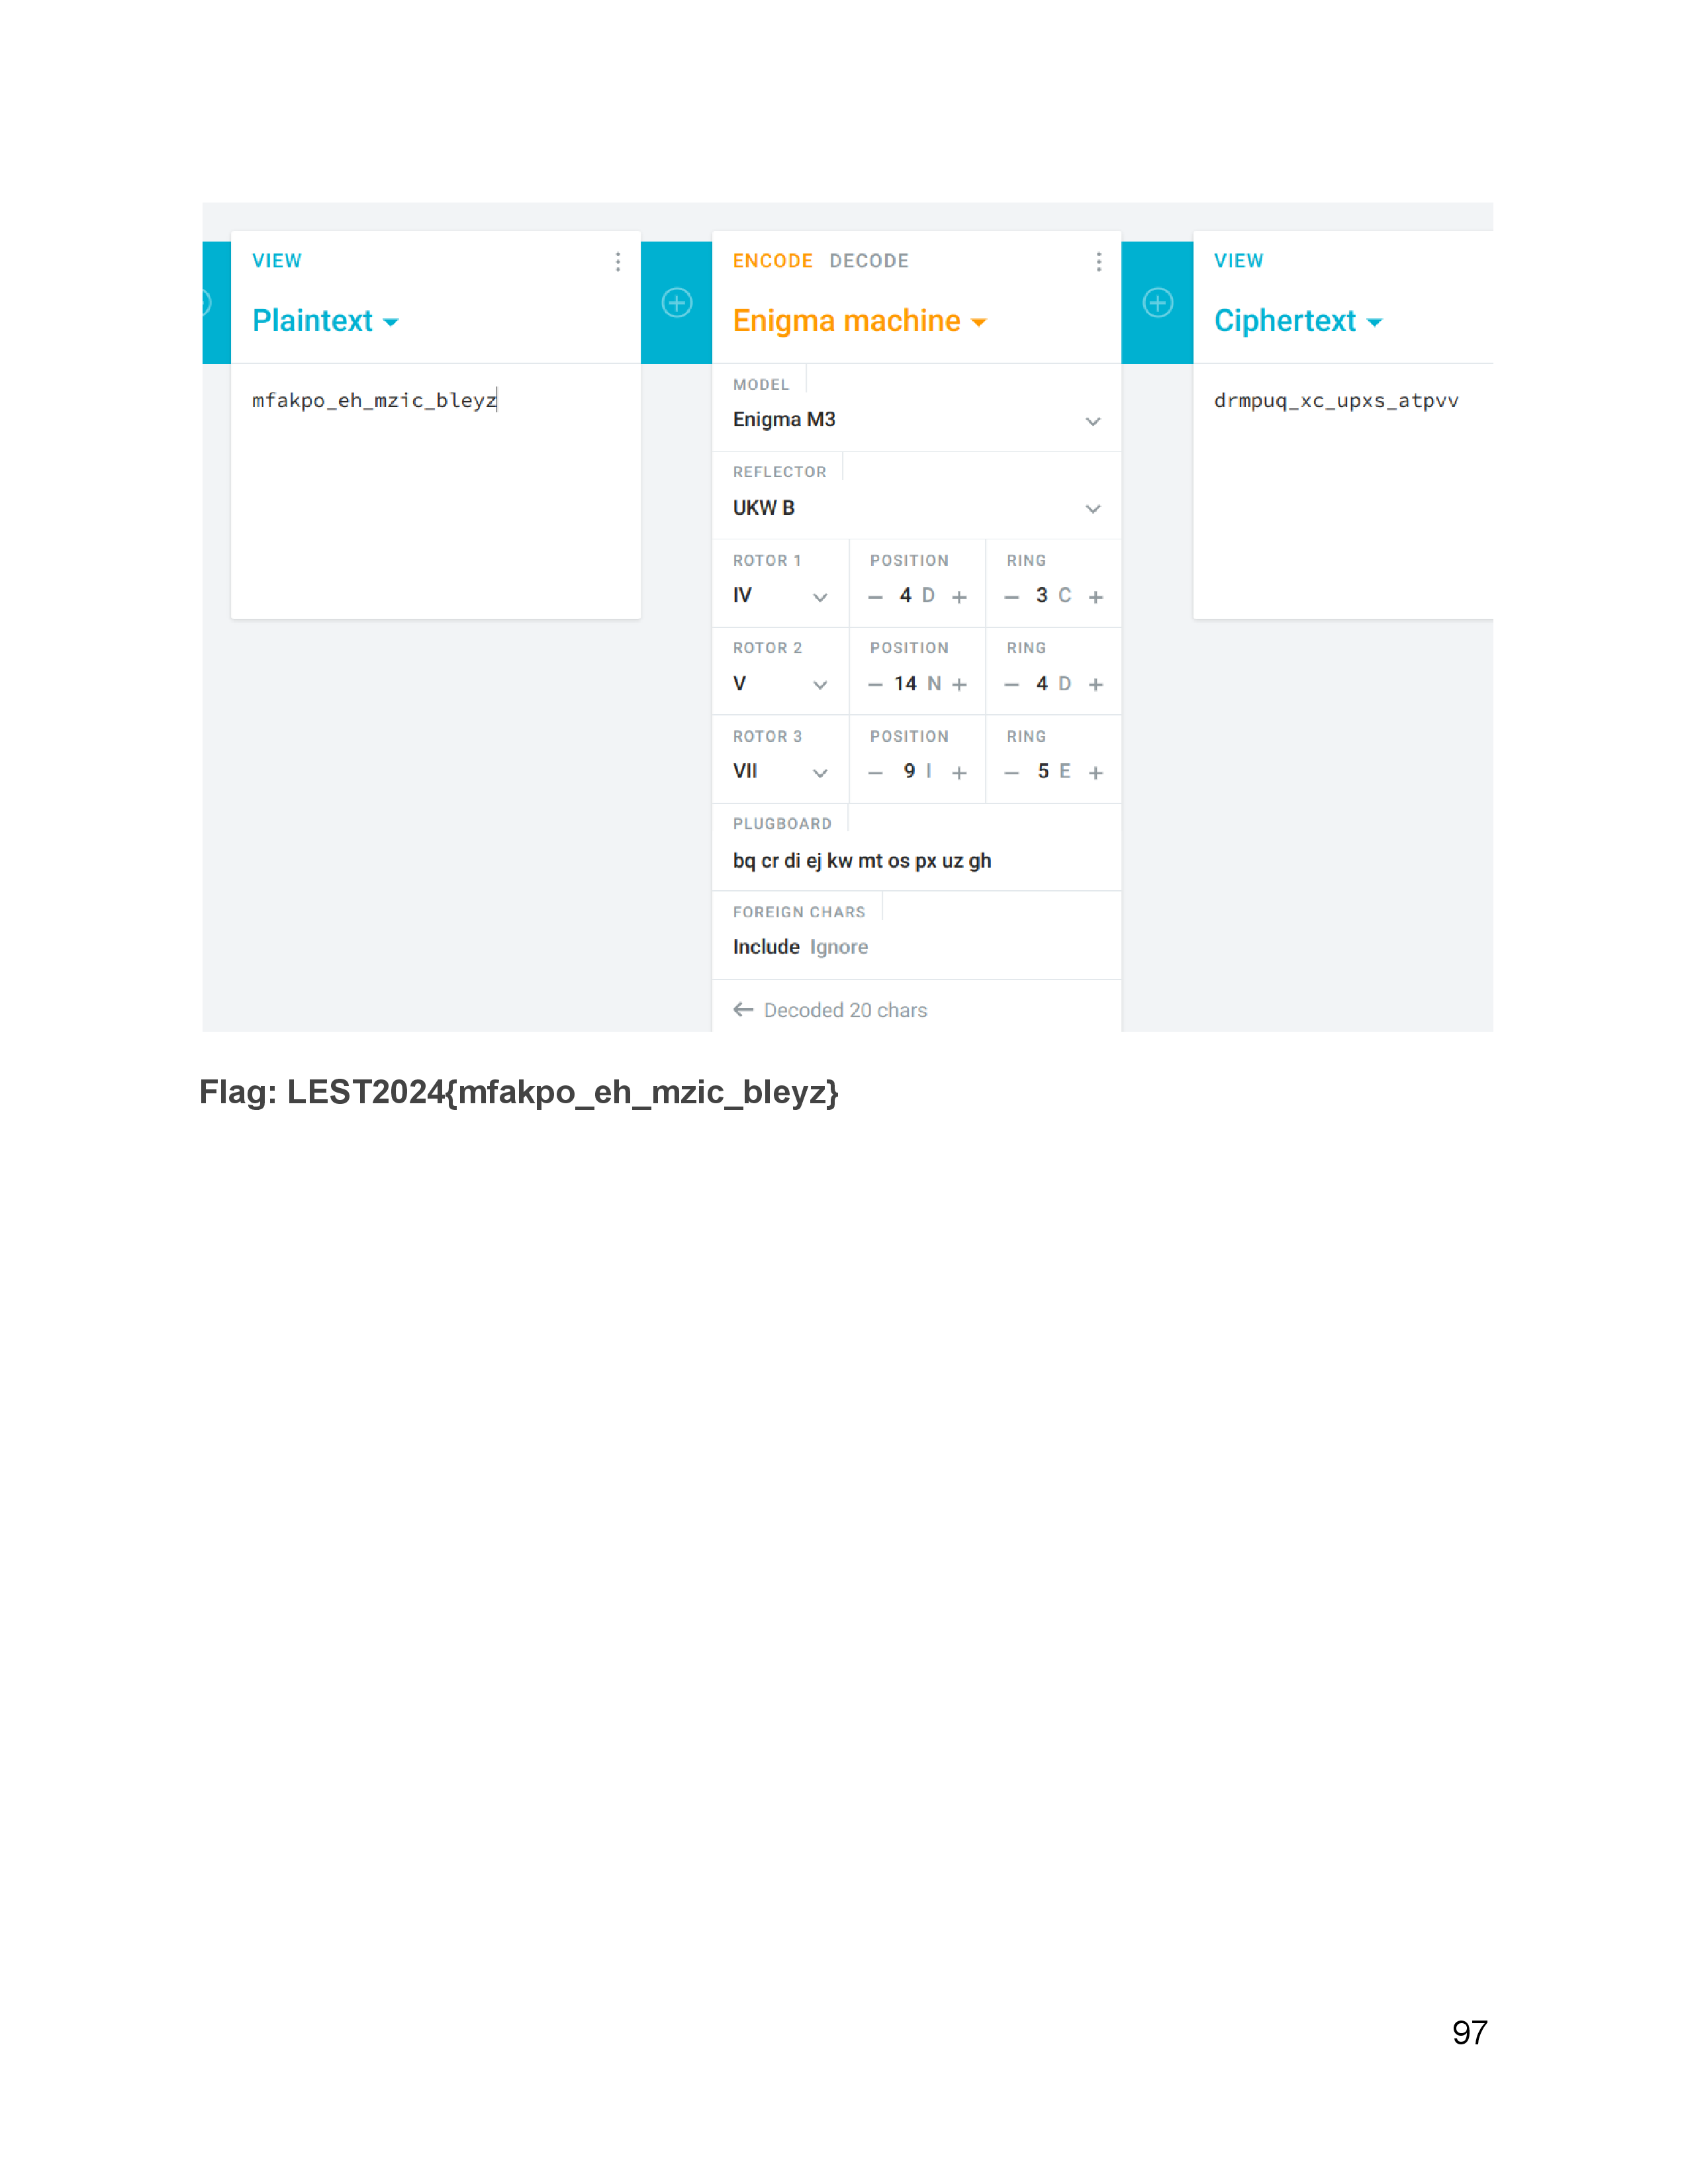 VIEW
Plaintext
mfakpo_eh_mzic_bleyz
ENCODE DECODE
Enigma machine
MODEL
Enigma M3
REFLECTOR
UKW B
ROTOR 1 POSITION RING
IV − 4 D + − 3 C +
ROTOR 2 POSITION RING
V − 14 N + − 4 D +
ROTOR 3 POSITION RING
VII − 9 I + − 5 E +
PLUGBOARD
bq cr di ej kw mt os px uz gh
FOREIGN CHARS
Include Ignore
← Decoded 20 chars
VIEW
Ciphertext
drmpuq_xc_upxs_atpvv
Flag: LEST2024{mfakpo_eh_mzic_bleyz}
97